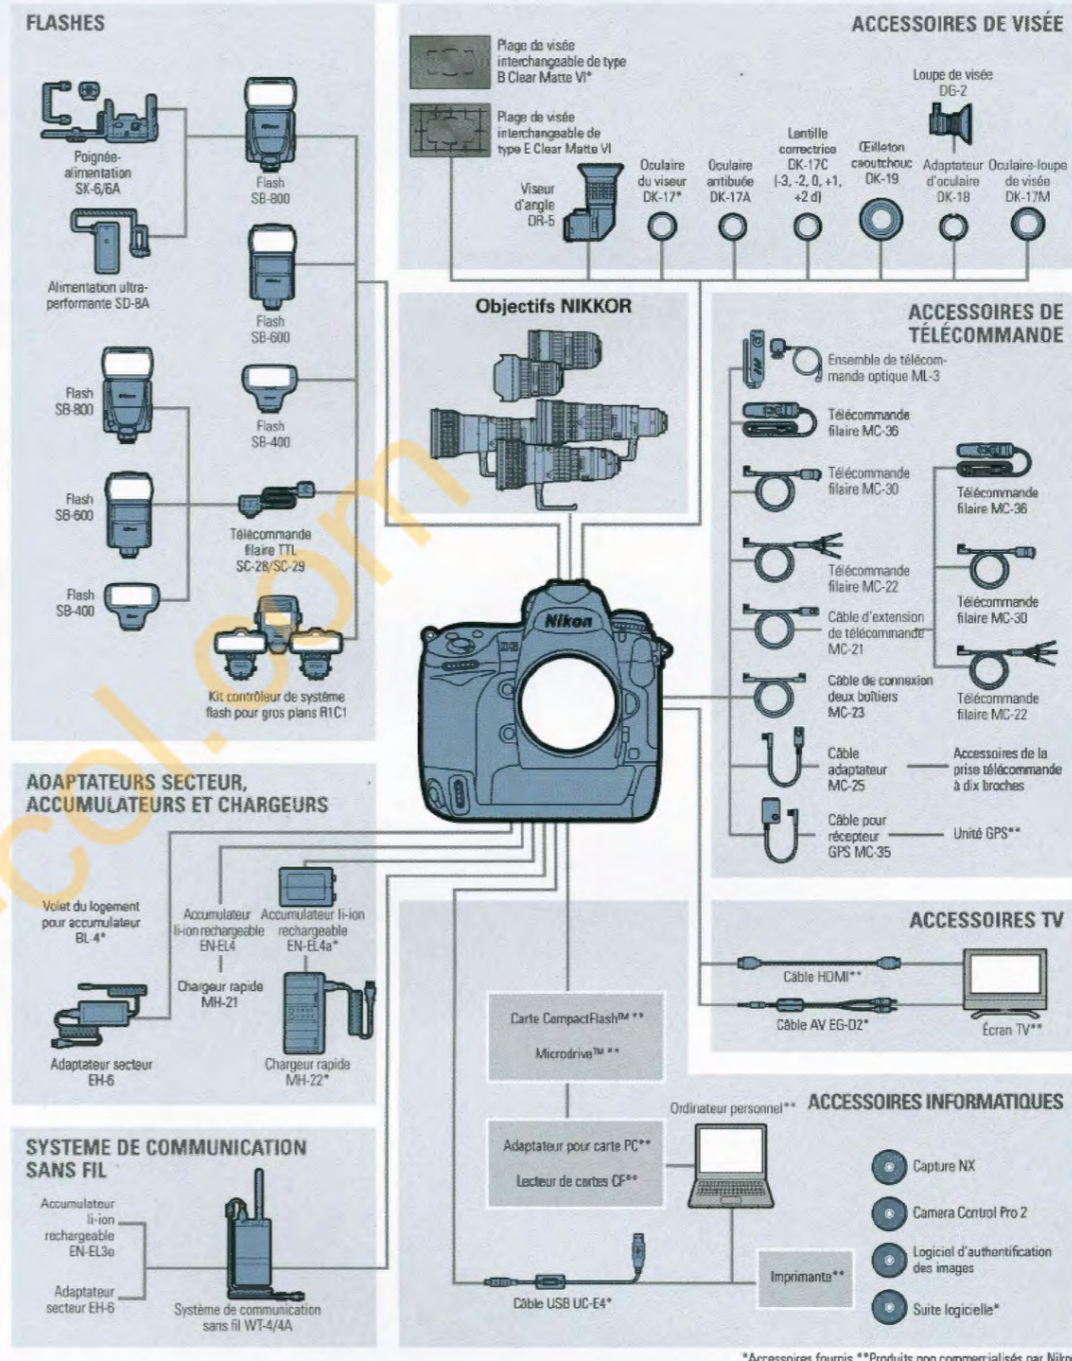 FLASHES
Poignée-
alimentation
SK-6/6A
Flash
SB-800
Alimentation ultra-
performante SD-8A
Flash
SB-600
Flash
SB-800
Flash
SB-400
Flash
SB-600
Télécommande
filaire TTL
SC-28/SC-29
Flash
SB-400
Kit contrôleur de système
flash pour gros plans R1C1
ACCESSOIRES DE VISÉE
Plage de visée
interchangeable de type
B Clear Matte VI*
Plage de visée
interchangeable de
type E Clear Matte VI
Viseur
d'angle
DR-5
Oculaire
du viseur
DK-17*
Oculaire
antibuée
DK-17A
Lentille
correctrice
DK-17C
(-3, -2, 0, +1,
+2 d)
Œilleton
caoutchouc
DK-19
Loupe de visée
DG-2
Adaptateur
d'oculaire
DK-18
Oculaire-loupe
de visée
DK-17M
Objectifs NIKKOR
Nikon
D3
ACCESSOIRES DE
TÉLÉCOMMANDE
Ensemble de télécom-
mande optique ML-3
Télécommande
filaire MC-36
Télécommande
filaire MC-30
Télécommande
filaire MC-22
Câble d'extension
de télécommande
MC-21
Télécommande
filaire MC-36
Télécommande
filaire MC-30
Télécommande
filaire MC-22
Câble de connexion
deux boîtiers
MC-23
Câble
adaptateur
MC-25
Accessoires de la
prise télécommande
à dix broches
Câble pour
récepteur
GPS MC-35
Unité GPS**
ADAPTATEURS SECTEUR,
ACCUMULATEURS ET CHARGEURS
Volet du logement
pour accumulateur
BL-4*
Accumulateur
li-ion rechargeable
EN-EL4
Accumulateur li-ion
rechargeable
EN-EL4a*
Chargeur rapide
MH-21
Adaptateur secteur
EH-6
Chargeur rapide
MH-22*
ACCESSOIRES TV
Câble HDMI**
Câble AV EG-D2*
Écran TV**
Carte CompactFlash™ **
Microdrive™ **
Adaptateur pour carte PC**
Lecteur de cartes CF**
ACCESSOIRES INFORMATIQUES
Ordinateur personnel**
Capture NX
Camera Control Pro 2
Logiciel d'authentification
des images
Suite logicielle*
Imprimante**
Câble USB UC-E4*
SYSTEME DE COMMUNICATION
SANS FIL
Accumulateur
li-ion
rechargeable
EN-EL3e
Adaptateur
secteur EH-6
Système de communication
sans fil WT-4/4A
*Accessoires fournis **Produits non commercialisés par Nikon
col.com